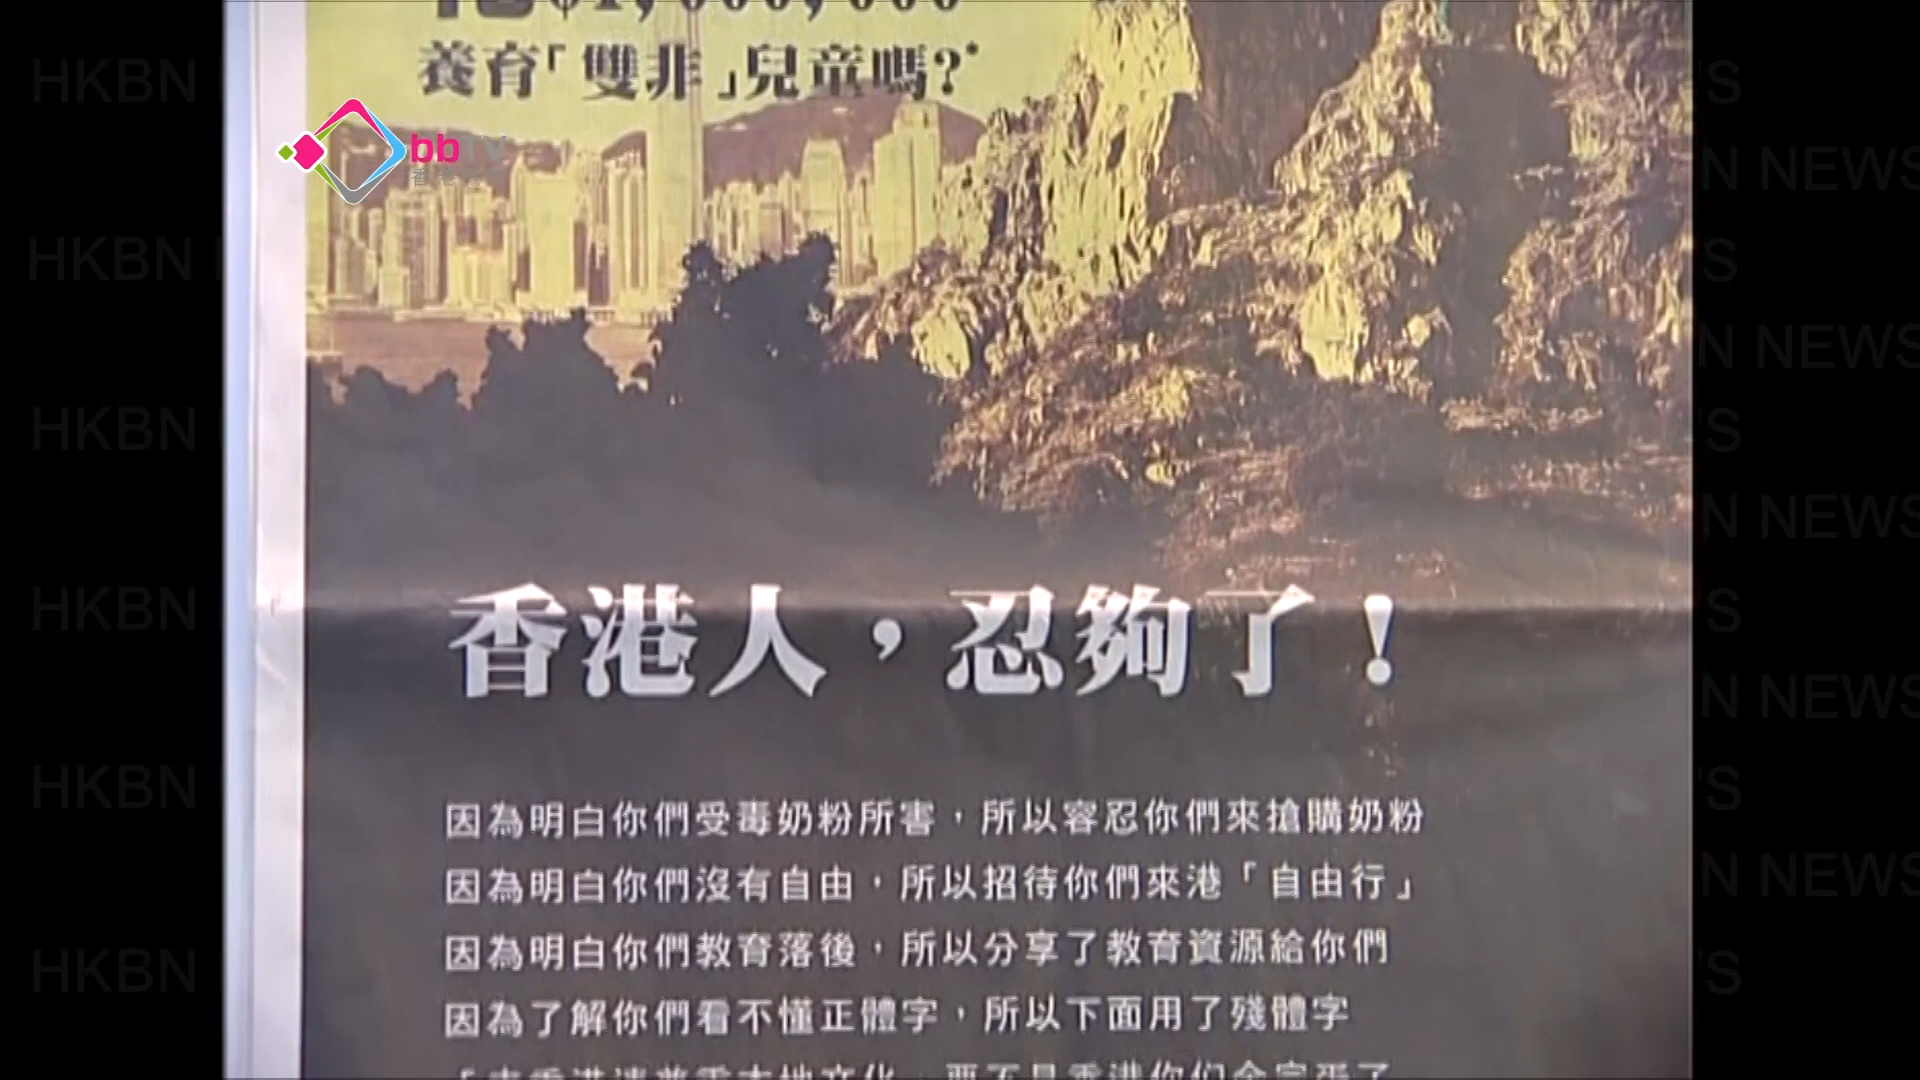 $1,000,000
養育「雙非」兒童嗎?*
bbTV
香港人，忍夠了！
因為明白你們受毒奶粉所害，所以容忍你們來搶購奶粉
因為明白你們沒有自由，所以招待你們來港「自由行」
因為明白你們教育落後，所以分享了教育資源給你們
因為了解你們看不懂正體字，所以下面用了殘體字
HKBN NEWS